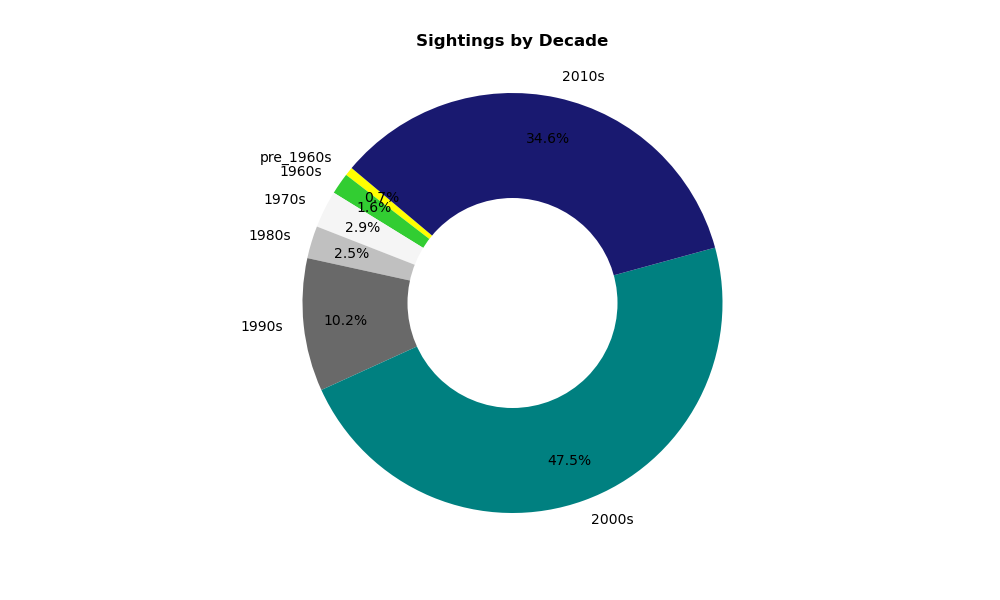 Sightings by Decade
2010s
34.6%
pre_1960s
0.7%
1960s
1.6%
1970s
2.9%
1980s
2.5%
1990s
10.2%
2000s
47.5%